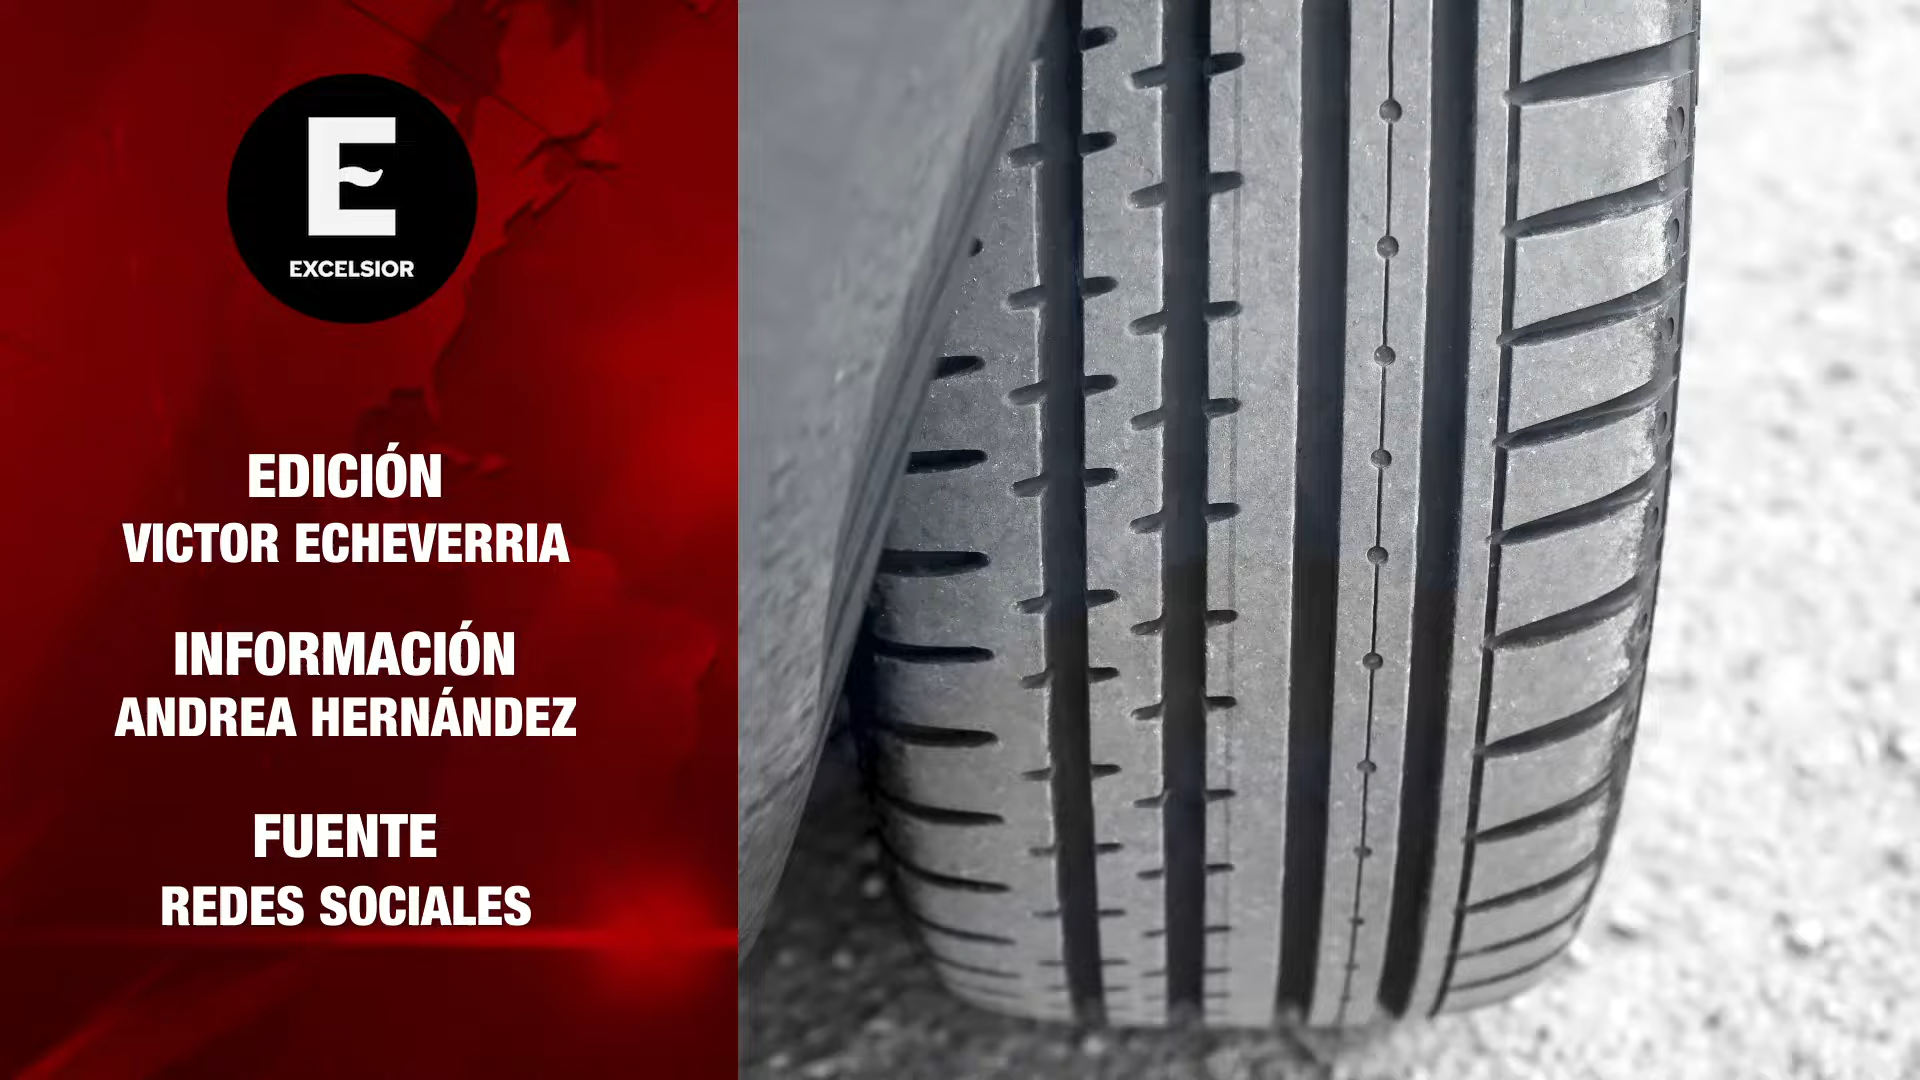 E
EXCELSIOR
EDICIÓN
VICTOR ECHEVERRIA
INFORMACIÓN
ANDREA HERNÁNDEZ
FUENTE
REDES SOCIALES